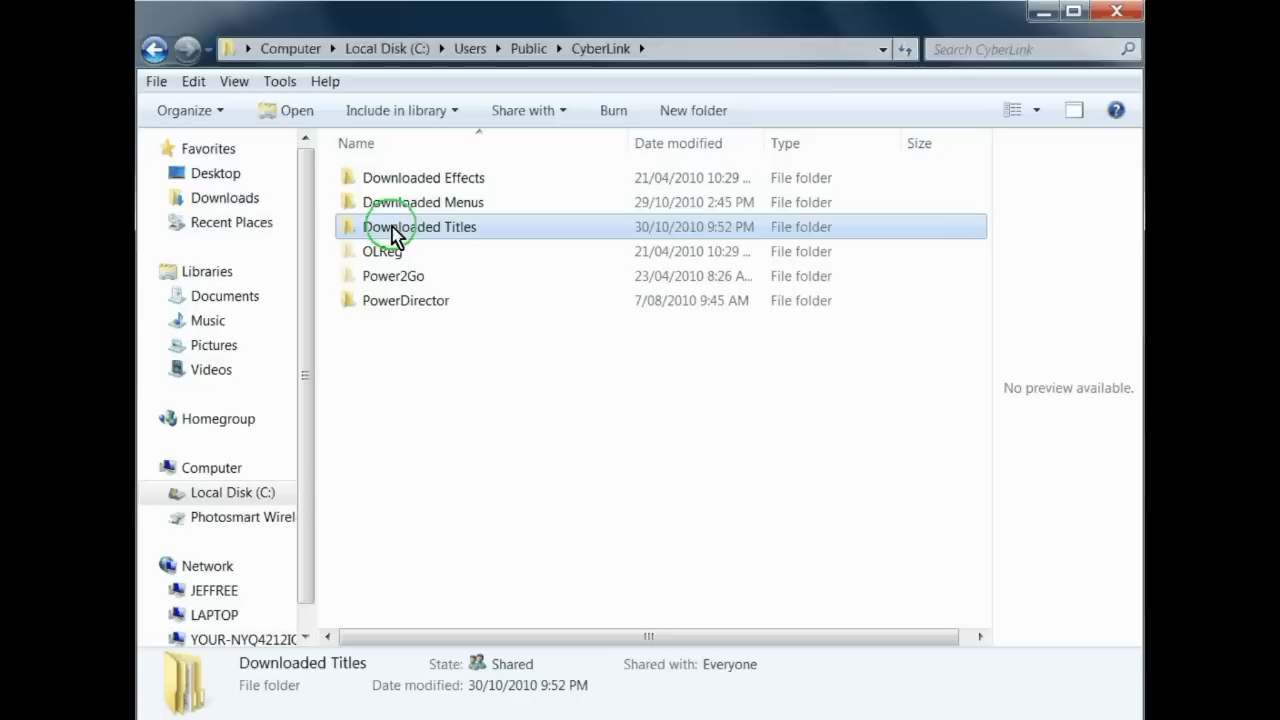 Computer Local Disk (C:) Users Public CyberLink Search CyberLink
File Edit View Tools Help
Organize Open Include in library Share with Burn New folder
Name Date modified Type Size
Favorites
Desktop
Downloads
Recent Places
Libraries
Documents
Music
Pictures
Videos
Homegroup
Computer
Local Disk (C:)
Photosmart Wirel
Network
JEFFREE
LAPTOP
YOUR-NYQ4212IC
Downloaded Effects 21/04/2010 10:29 ... File folder
Downloaded Menus 29/10/2010 2:45 PM File folder
Downloaded Titles 30/10/2010 9:52 PM File folder
OLReg 21/04/2010 10:29 ... File folder
Power2Go 23/04/2010 8:26 A... File folder
PowerDirector 7/08/2010 9:45 AM File folder
No preview available.
Downloaded Titles State: Shared Shared with: Everyone
File folder Date modified: 30/10/2010 9:52 PM